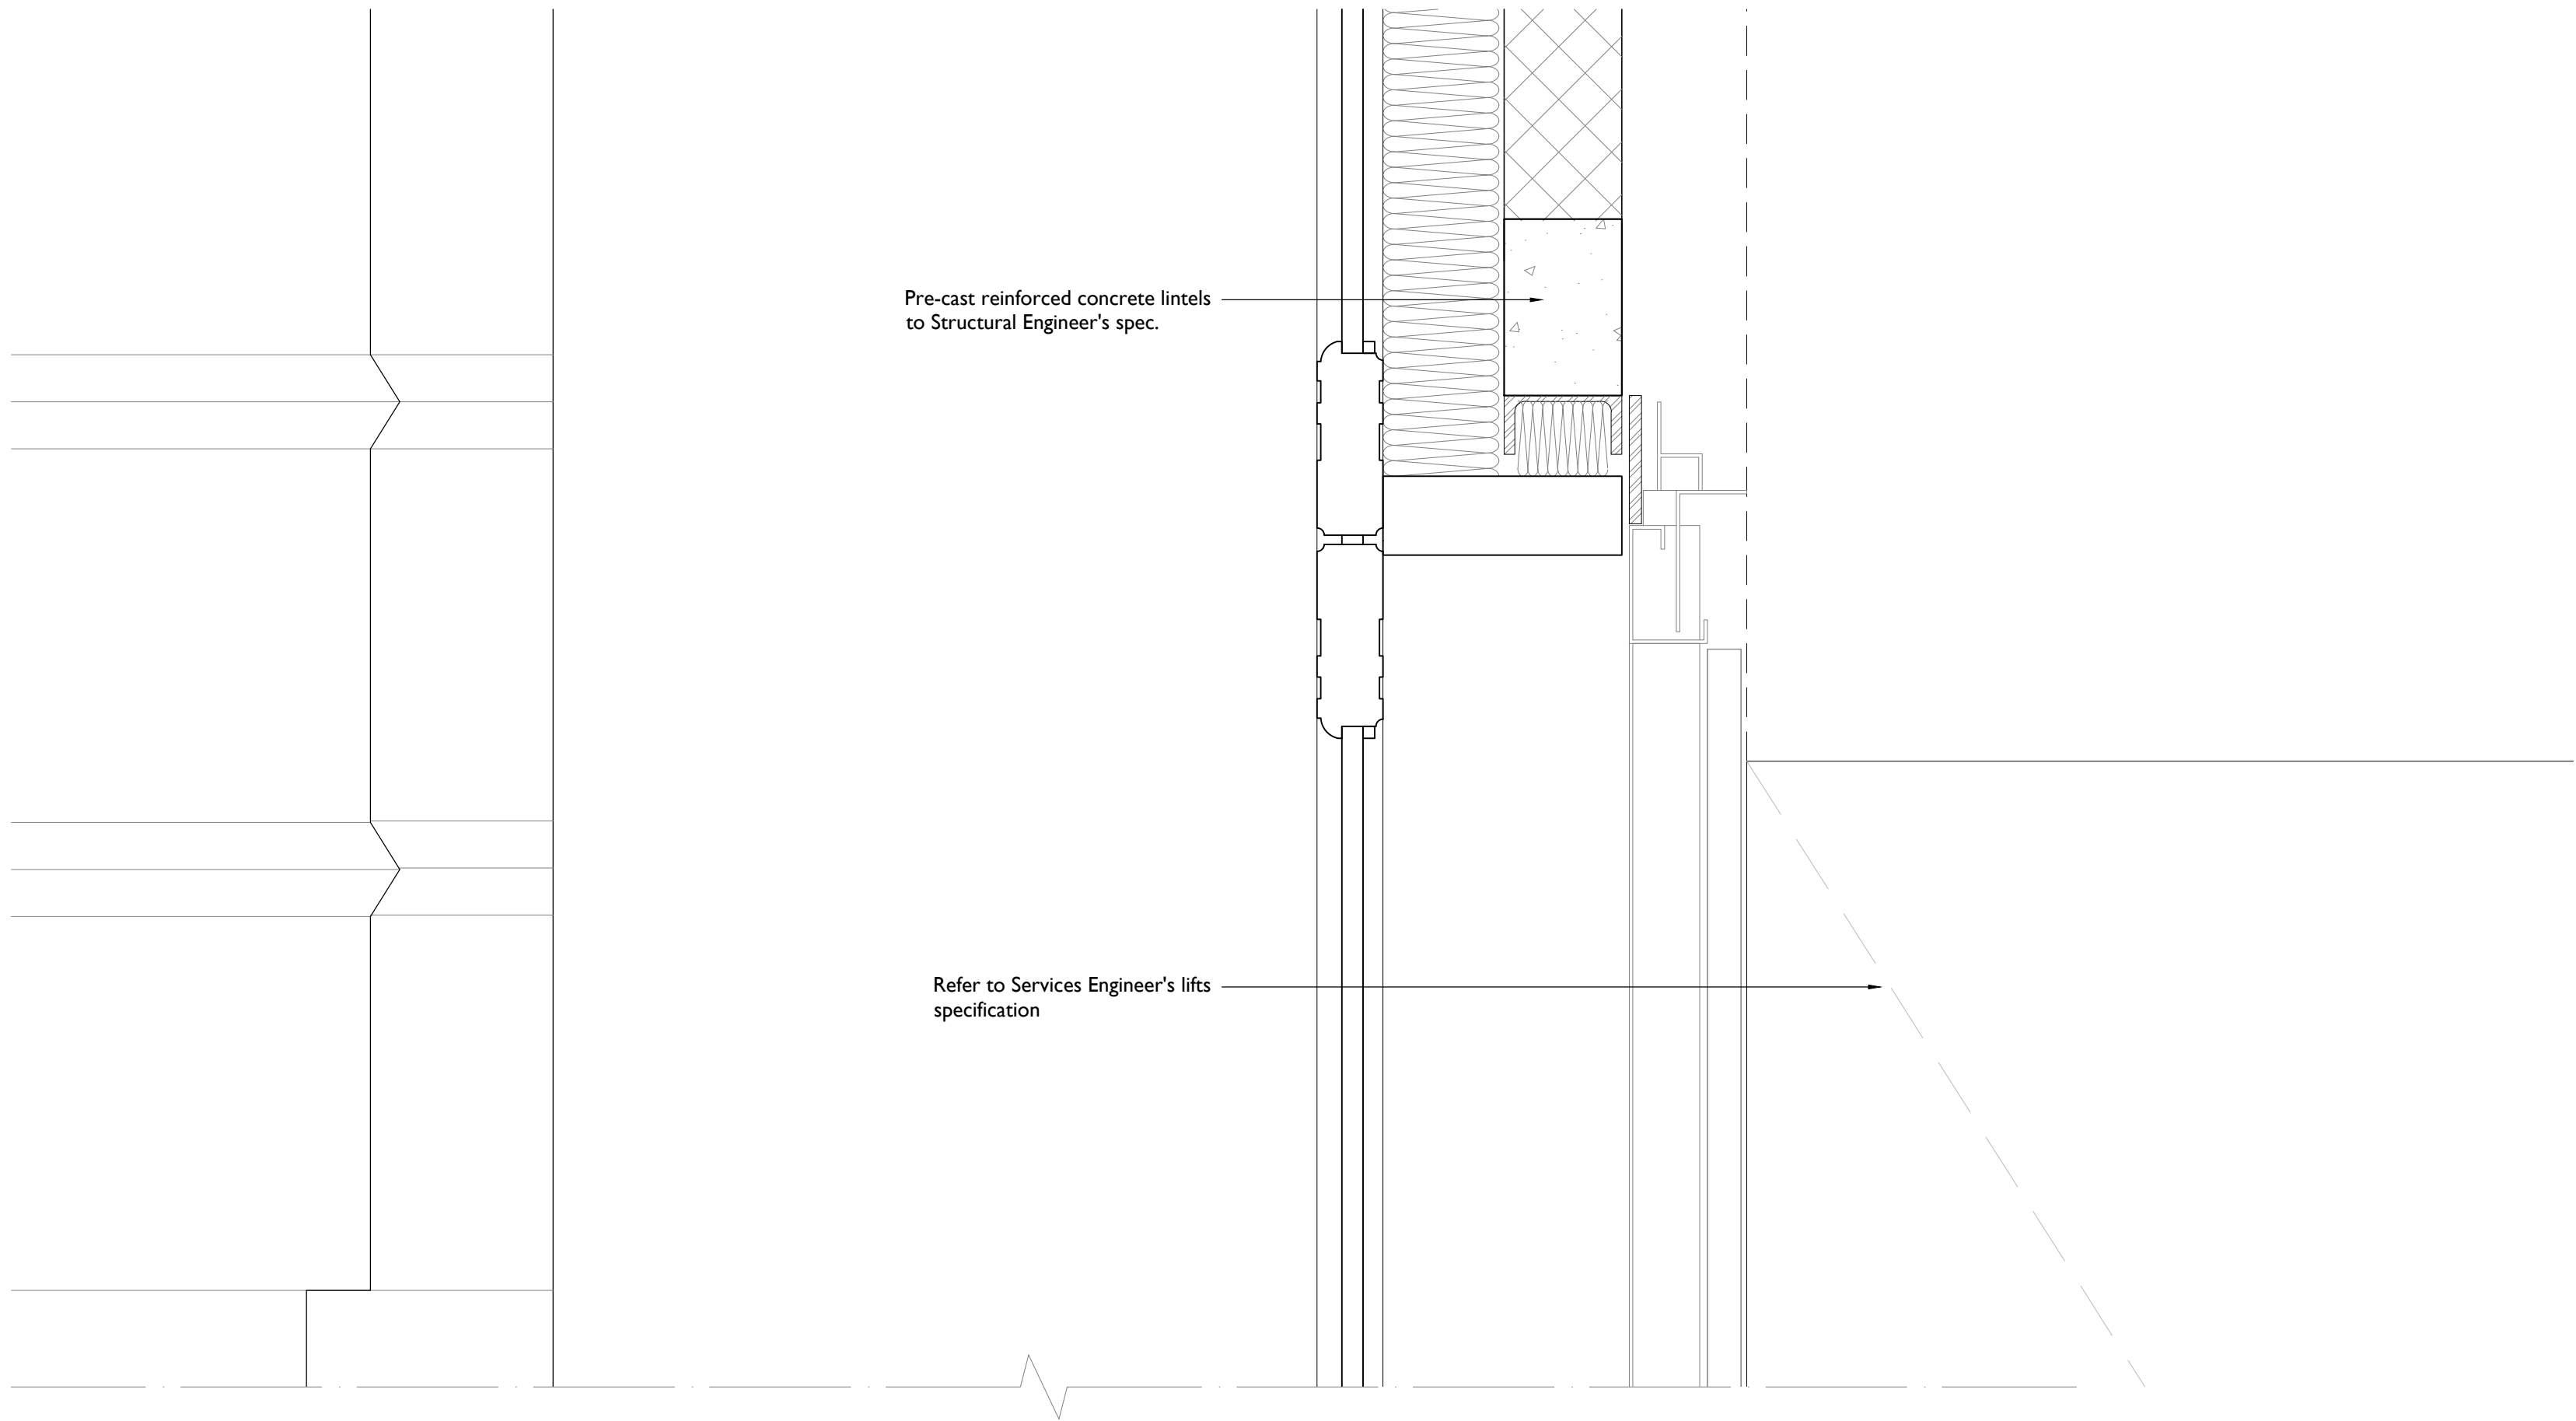 Pre-cast reinforced concrete lintels
to Structural Engineer's spec.
Refer to Services Engineer's lifts
specification